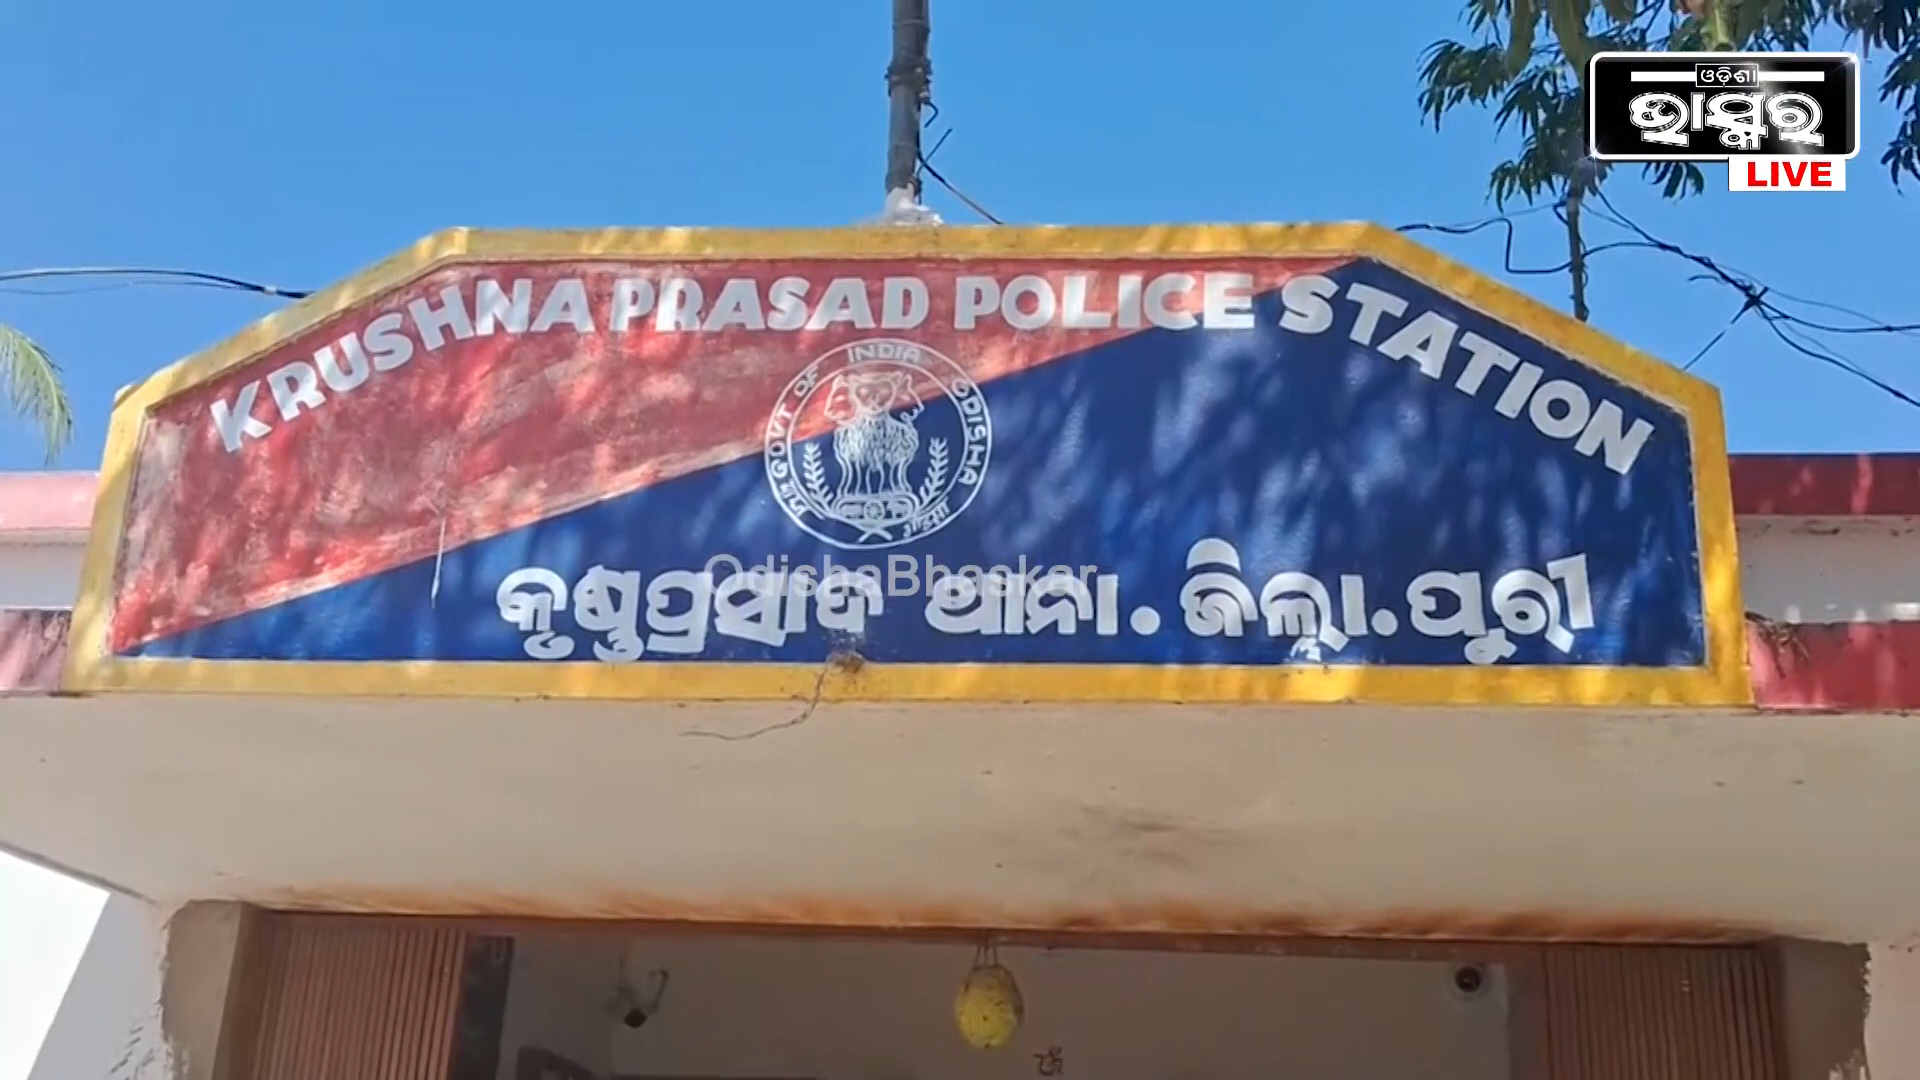 ଓଡ଼ିଶା
ଭାସ୍କର
LIVE
KRUSHNA PRASAD POLICE STATION
GOVT OF INDIA ODISHA
OdishaBhaskar
କୃଷ୍ଣପ୍ରସାଦ ଥାନା. ଜିଲ୍ଲା. ପୁରୀ